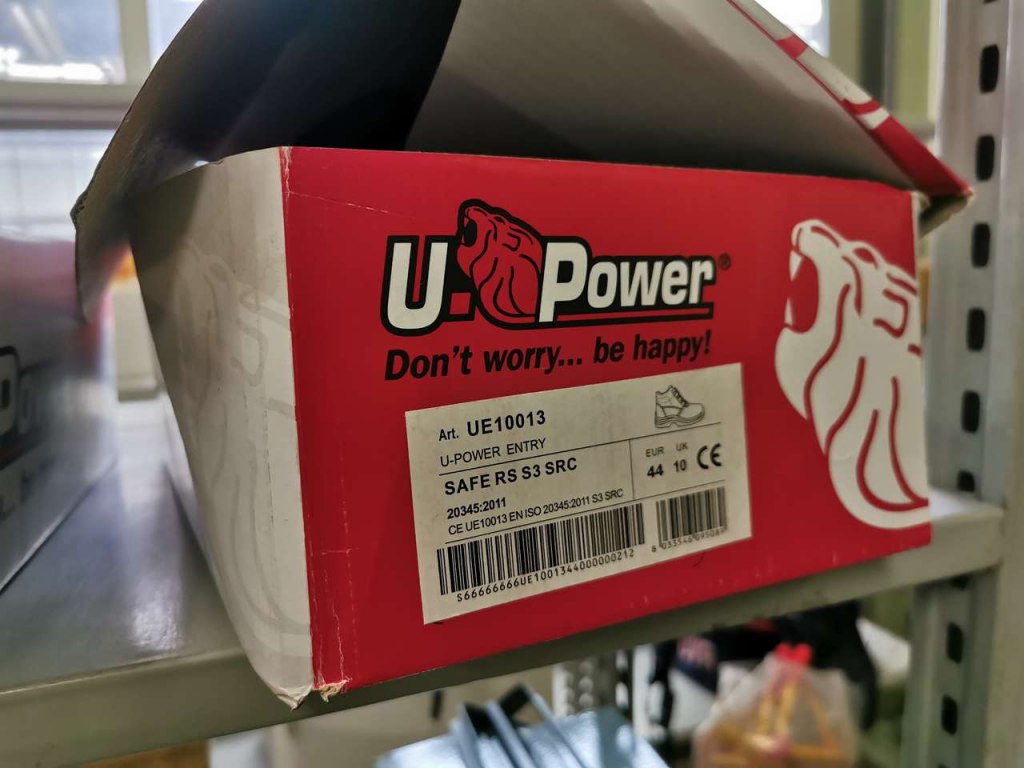 U-Power®
Don't worry... be happy!
Art. UE10013
U-POWER ENTRY
SAFE RS S3 SRC
EUR UK
44 10 CE
20345:2011
CE UE10013 EN ISO 20345:2011 S3 SRC
S66666666UE1001344000000212